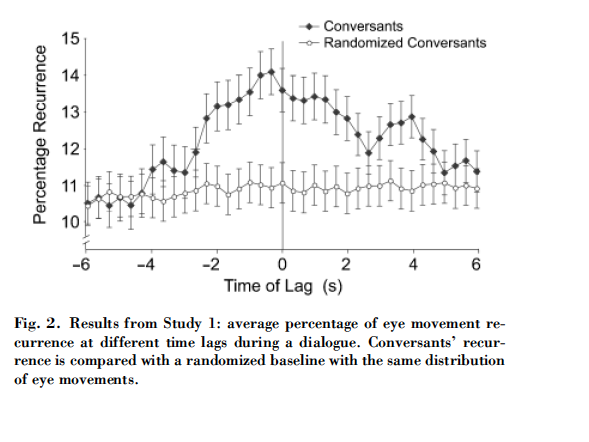 Conversants
Randomized Conversants
Percentage Recurrence
15
14
13
12
11
10
−6
−4
−2
0
2
4
6
Time of Lag (s)
Fig. 2. Results from Study 1: average percentage of eye movement re-
currence at different time lags during a dialogue. Conversants’ recur-
rence is compared with a randomized baseline with the same distribution
of eye movements.